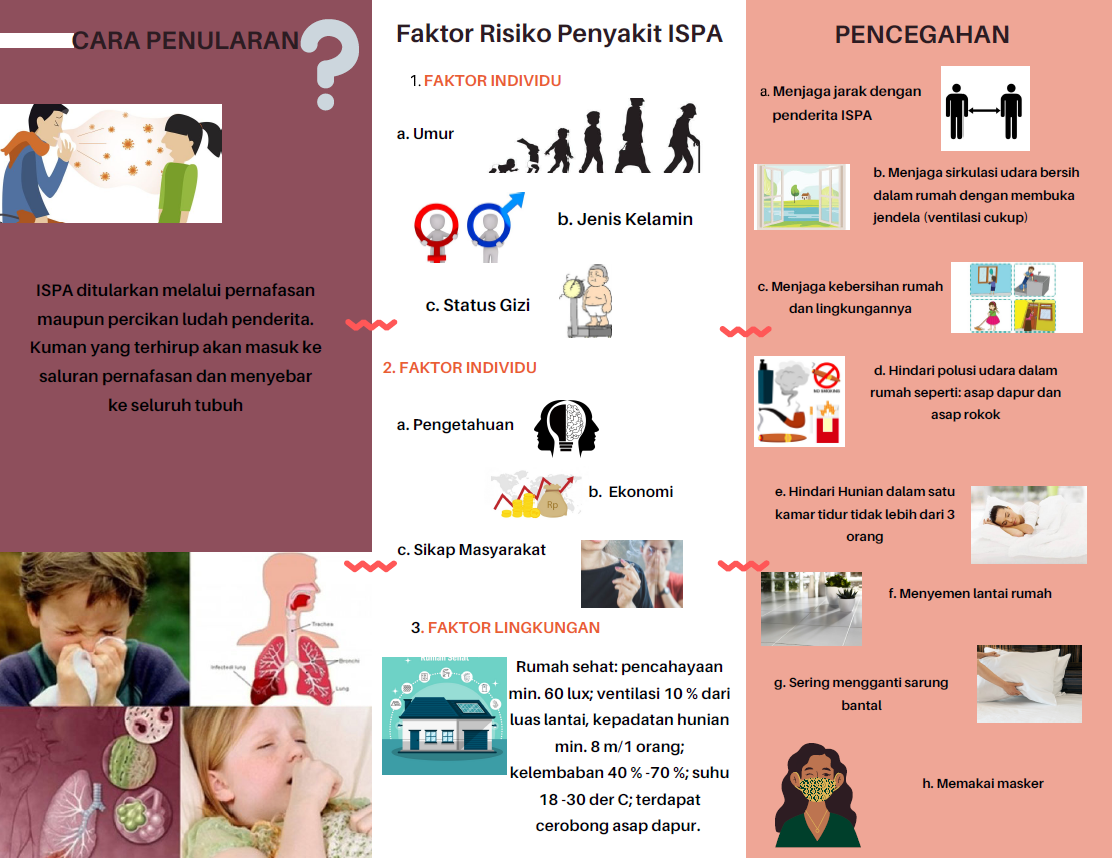 CARA PENULARAN?
ISPA ditularkan melalui pernafasan
maupun percikan ludah penderita.
Kuman yang terhirup akan masuk ke
saluran pernafasan dan menyebar
ke seluruh tubuh
Trachea
Bronchi
Infected lung
Lung
Faktor Risiko Penyakit ISPA
1. FAKTOR INDIVIDU
a. Umur
b. Jenis Kelamin
c. Status Gizi
2. FAKTOR INDIVIDU
a. Pengetahuan
Rp
b. Ekonomi
c. Sikap Masyarakat
3. FAKTOR LINGKUNGAN
Rumah Sehat
Rumah sehat: pencahayaan
min. 60 lux; ventilasi 10 % dari
luas lantai, kepadatan hunian
min. 8 m/1 orang;
kelembaban 40 % -70 %; suhu
18 -30 der C; terdapat
cerobong asap dapur.
PENCEGAHAN
a. Menjaga jarak dengan
penderita ISPA
b. Menjaga sirkulasi udara bersih
dalam rumah dengan membuka
jendela (ventilasi cukup)
c. Menjaga kebersihan rumah
dan lingkungannya
d. Hindari polusi udara dalam
rumah seperti: asap dapur dan
asap rokok
NO SMOKING
e. Hindari Hunian dalam satu
kamar tidur tidak lebih dari 3
orang
f. Menyemen lantai rumah
g. Sering mengganti sarung
bantal
h. Memakai masker